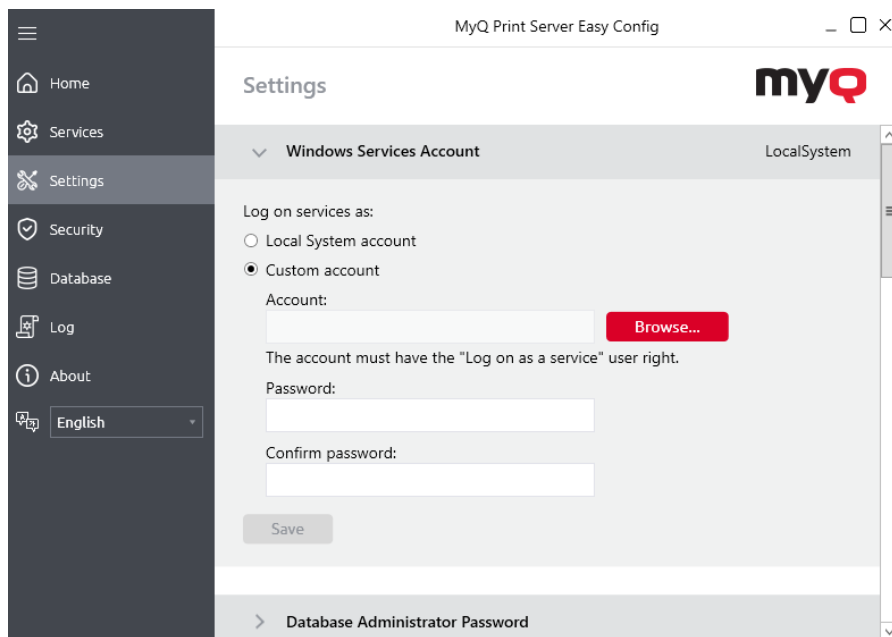 MyQ Print Server Easy Config
Home
Services
Settings
Security
Database
Log
About
English
Settings
myQ
Windows Services Account
LocalSystem
Log on services as:
Local System account
Custom account
Account:
Browse...
The account must have the "Log on as a service" user right.
Password:
Confirm password:
Save
Database Administrator Password